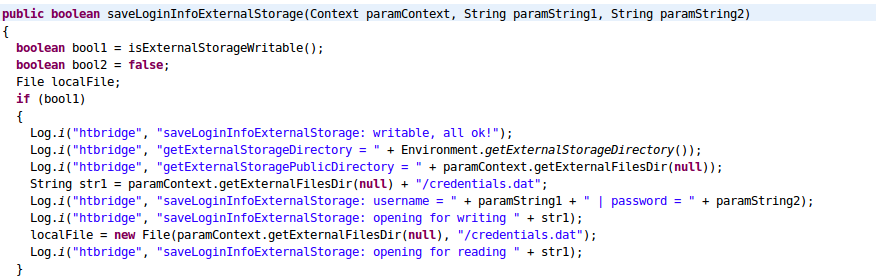 public boolean saveLoginInfoExternalStorage(Context paramContext, String paramString1, String paramString2)
{
  boolean bool1 = isExternalStorageWritable();
  boolean bool2 = false;
  File localFile;
  if (bool1)
  {
    Log.i("htbridge", "saveLoginInfoExternalStorage: writable, all ok!");
    Log.i("htbridge", "getExternalStorageDirectory = " + Environment.getExternalStorageDirectory());
    Log.i("htbridge", "getExternalStoragePublicDirectory = " + paramContext.getExternalFilesDir(null));
    String str1 = paramContext.getExternalFilesDir(null) + "/credentials.dat";
    Log.i("htbridge", "saveLoginInfoExternalStorage: username = " + paramString1 + " | password = " + paramString2);
    Log.i("htbridge", "saveLoginInfoExternalStorage: opening for writing " + str1);
    localFile = new File(paramContext.getExternalFilesDir(null), "/credentials.dat");
    Log.i("htbridge", "saveLoginInfoExternalStorage: opening for reading " + str1);
  }